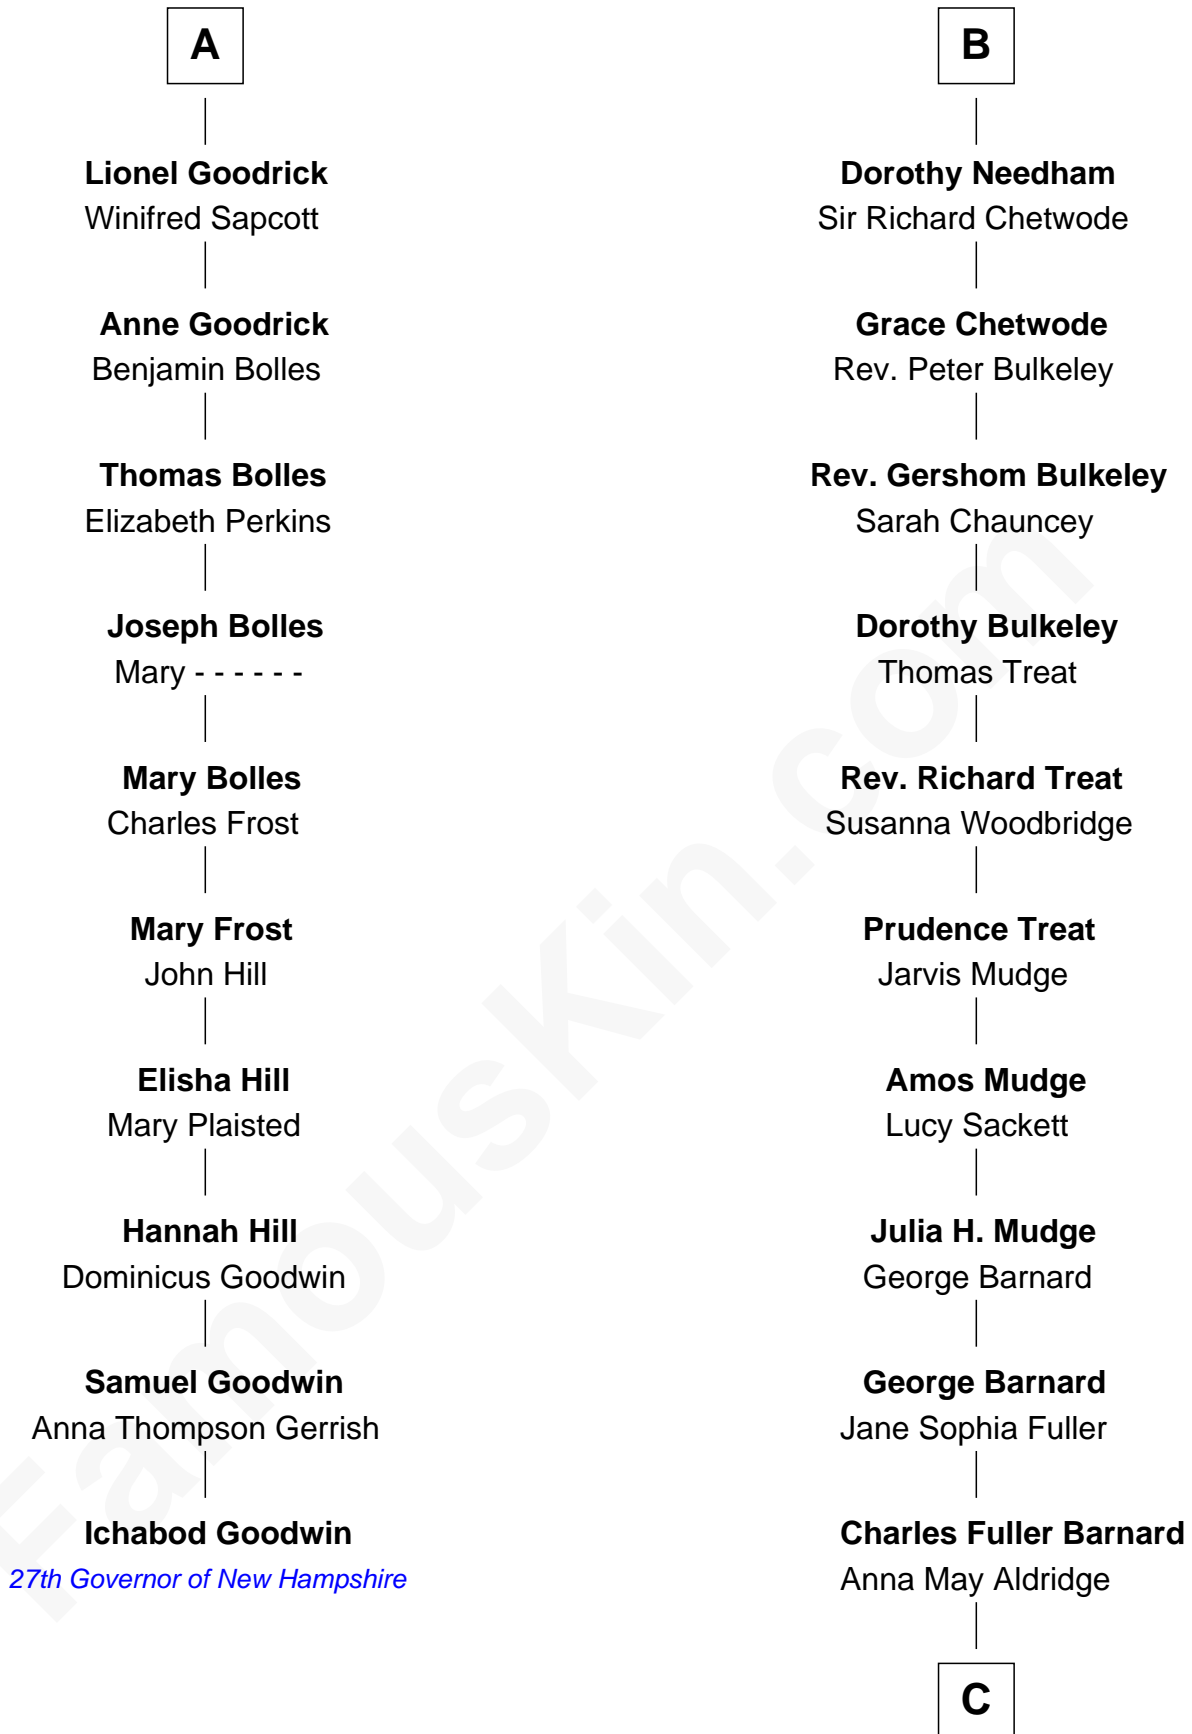 A
Lionel Goodrick
Winifred Sapcott
Anne Goodrick
Benjamin Bolles
Thomas Bolles
Elizabeth Perkins
Joseph Bolles
Mary - - - - - -
Mary Bolles
Charles Frost
Mary Frost
John Hill
Elisha Hill
Mary Plaisted
Hannah Hill
Dominicus Goodwin
Samuel Goodwin
Anna Thompson Gerrish
Ichabod Goodwin
27th Governor of New Hampshire
B
Dorothy Needham
Sir Richard Chetwode
Grace Chetwode
Rev. Peter Bulkeley
Rev. Gershom Bulkeley
Sarah Chauncey
Dorothy Bulkeley
Thomas Treat
Rev. Richard Treat
Susanna Woodbridge
Prudence Treat
Jarvis Mudge
Amos Mudge
Lucy Sackett
Julia H. Mudge
George Barnard
George Barnard
Jane Sophia Fuller
Charles Fuller Barnard
Anna May Aldridge
C
FamousKin.com